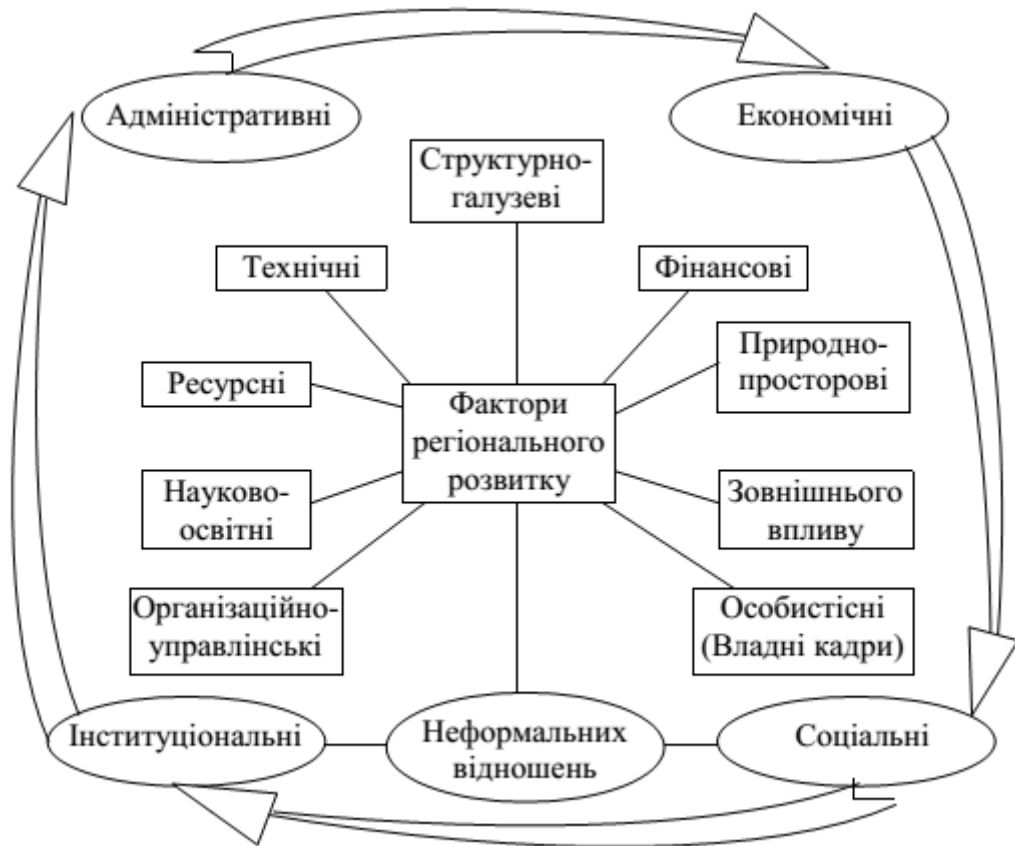 Адміністративні
Економічні
Структурно-
галузеві
Технічні
Фінансові
Природно-
просторові
Ресурсні
Фактори
регіонального
розвитку
Науково-
освітні
Зовнішнього
впливу
Організаційно-
управлінські
Особистісні
(Владні кадри)
Інституціональні
Неформальних
відношень
Соціальні